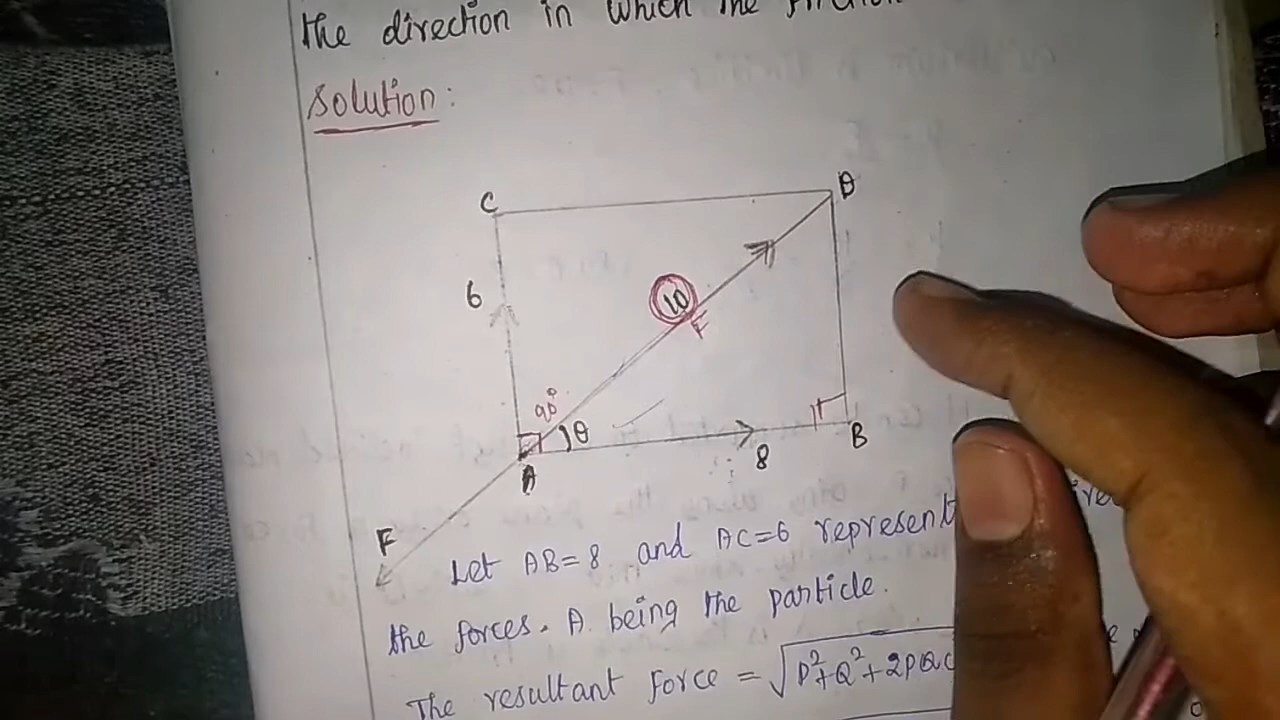 the direction in which the friction
Solution:
C
D
6
10
F
90°
θ
A
8
B
F
Let AB=8 and AC=6 represent
the forces. A being the particle.
The resultant Force = √P²+Q²+2PQ